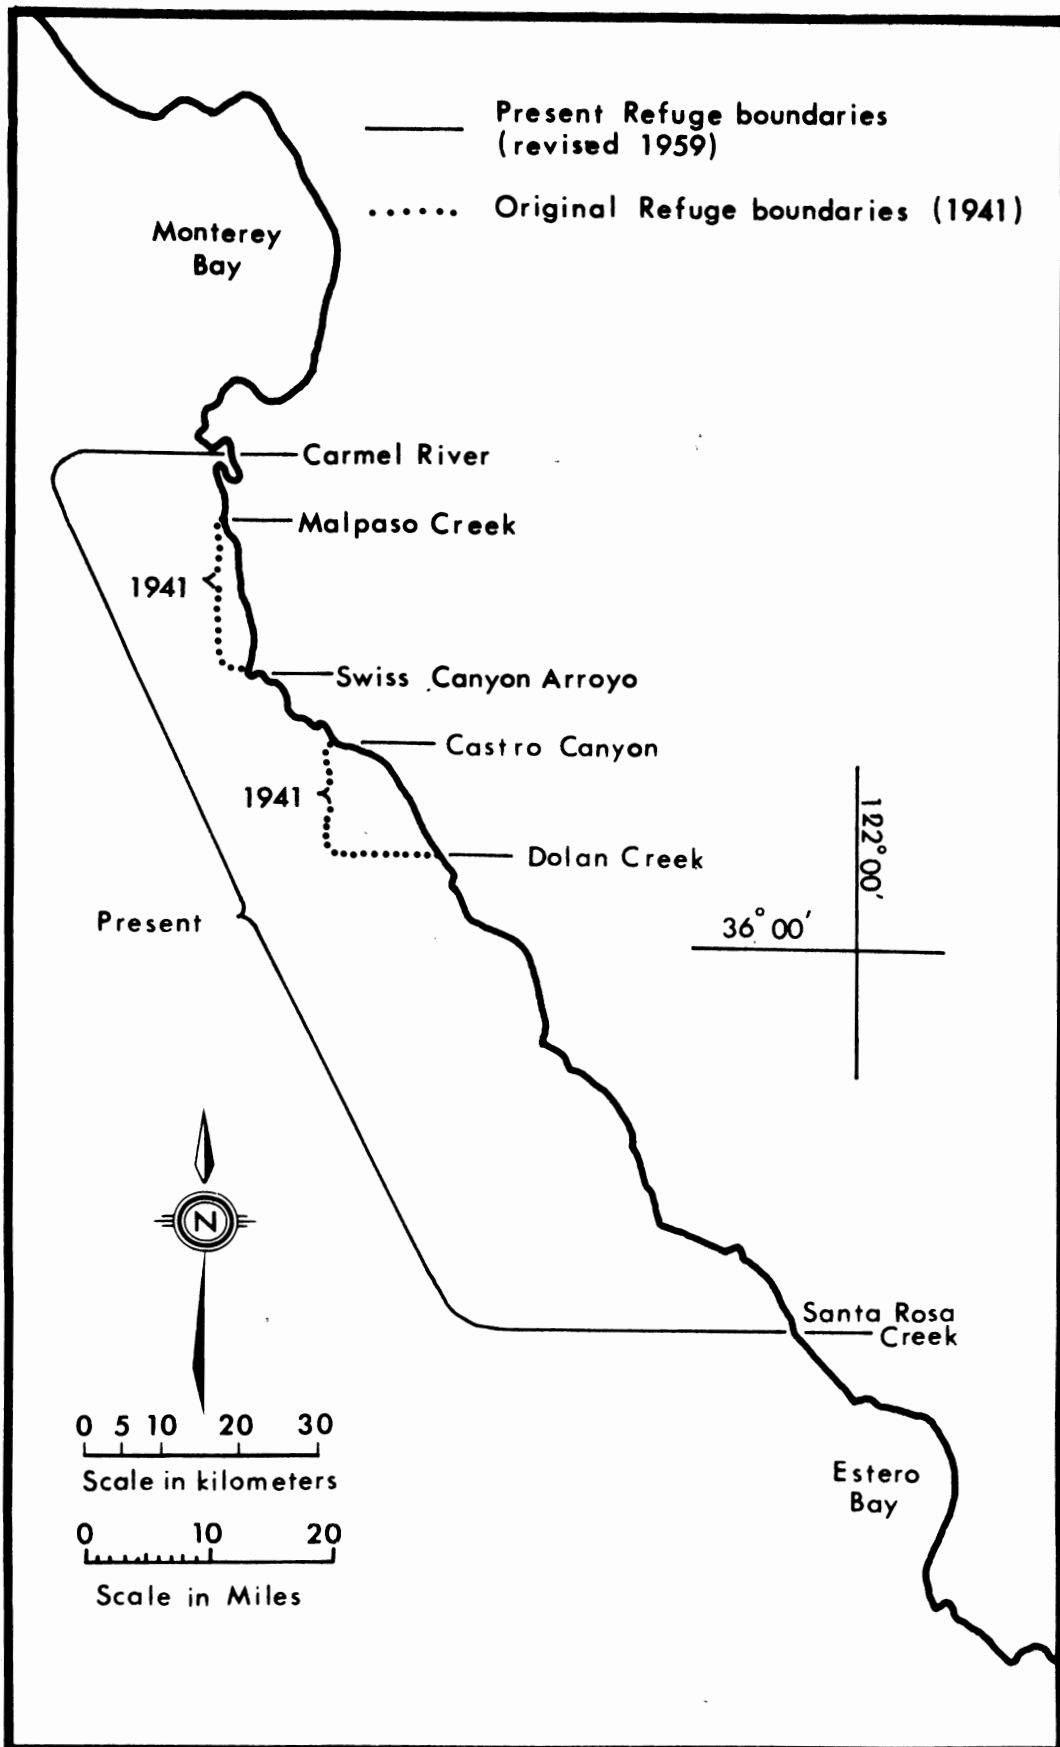 Present Refuge boundaries
(revised 1959)
Original Refuge boundaries (1941)
Monterey
Bay
Carmel River
Malpaso Creek
1941
Swiss Canyon Arroyo
Castro Canyon
1941
Dolan Creek
122°00'
Present
36°00'
N
Santa Rosa
Creek
0 5 10 20 30
Scale in kilometers
Estero
Bay
0 10 20
Scale in Miles